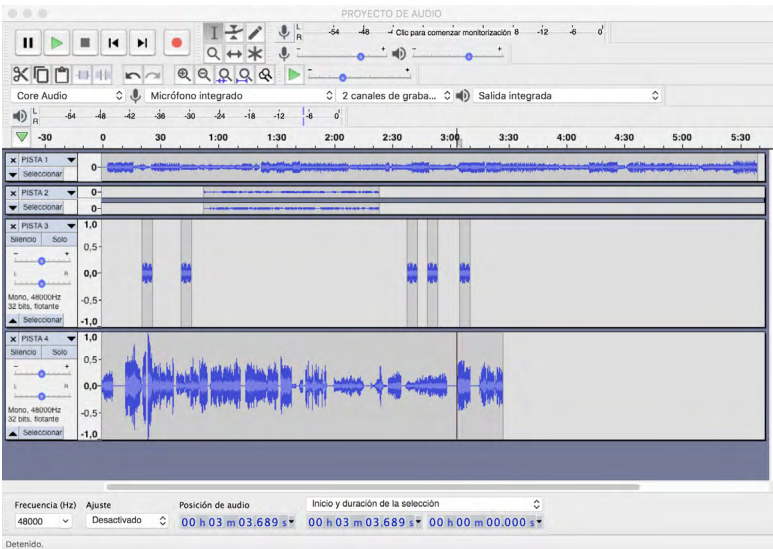 PROYECTO DE AUDIO
L
R
-54 -48 -4 Clic para comenzar monitorización 8 -12 -6 0
- + - +
- +
Core Audio Micrófono integrado 2 canales de graba... Salida integrada
L
R
-54 -48 -42 -36 -30 -24 -18 -12 -6 0
-30 0 30 1:00 1:30 2:00 2:30 3:00 3:30 4:00 4:30 5:00 5:30
× PISTA 1
Seleccionar
0-
× PISTA 2 0-
Seleccionar 0-
× PISTA 3 1,0
Silencio Solo
0,5-
- +
0,0-
L R
Mono, 48000Hz
32 bits, flotante
-0,5-
Seleccionar -1,0
× PISTA 4 1,0
Silencio Solo
0,5-
- +
0,0-
L R
Mono, 48000Hz
32 bits, flotante
-0,5-
Seleccionar -1,0
Frecuencia (Hz) Ajuste Posición de audio Inicio y duración de la selección
48000 Desactivado 00 h 03 m 03.689 s 00 h 03 m 03.689 s 00 h 00 m 00.000 s
Detenido.